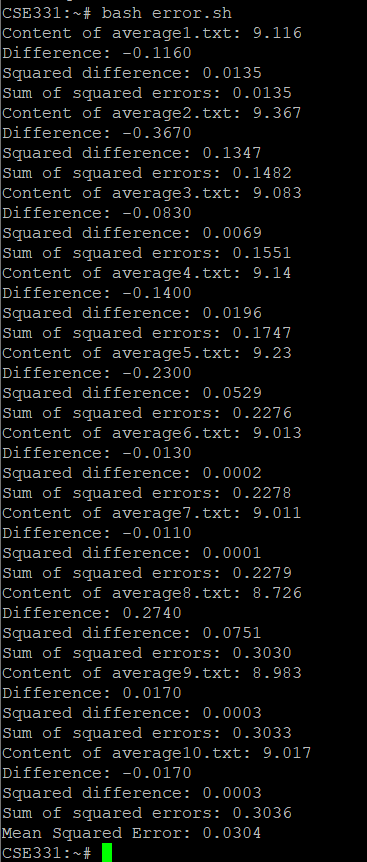 CSE331:~# bash error.sh
Content of average1.txt: 9.116
Difference: -0.1160
Squared difference: 0.0135
Sum of squared errors: 0.0135
Content of average2.txt: 9.367
Difference: -0.3670
Squared difference: 0.1347
Sum of squared errors: 0.1482
Content of average3.txt: 9.083
Difference: -0.0830
Squared difference: 0.0069
Sum of squared errors: 0.1551
Content of average4.txt: 9.14
Difference: -0.1400
Squared difference: 0.0196
Sum of squared errors: 0.1747
Content of average5.txt: 9.23
Difference: -0.2300
Squared difference: 0.0529
Sum of squared errors: 0.2276
Content of average6.txt: 9.013
Difference: -0.0130
Squared difference: 0.0002
Sum of squared errors: 0.2278
Content of average7.txt: 9.011
Difference: -0.0110
Squared difference: 0.0001
Sum of squared errors: 0.2279
Content of average8.txt: 8.726
Difference: 0.2740
Squared difference: 0.0751
Sum of squared errors: 0.3030
Content of average9.txt: 8.983
Difference: 0.0170
Squared difference: 0.0003
Sum of squared errors: 0.3033
Content of average10.txt: 9.017
Difference: -0.0170
Squared difference: 0.0003
Sum of squared errors: 0.3036
Mean Squared Error: 0.0304
CSE331:~#